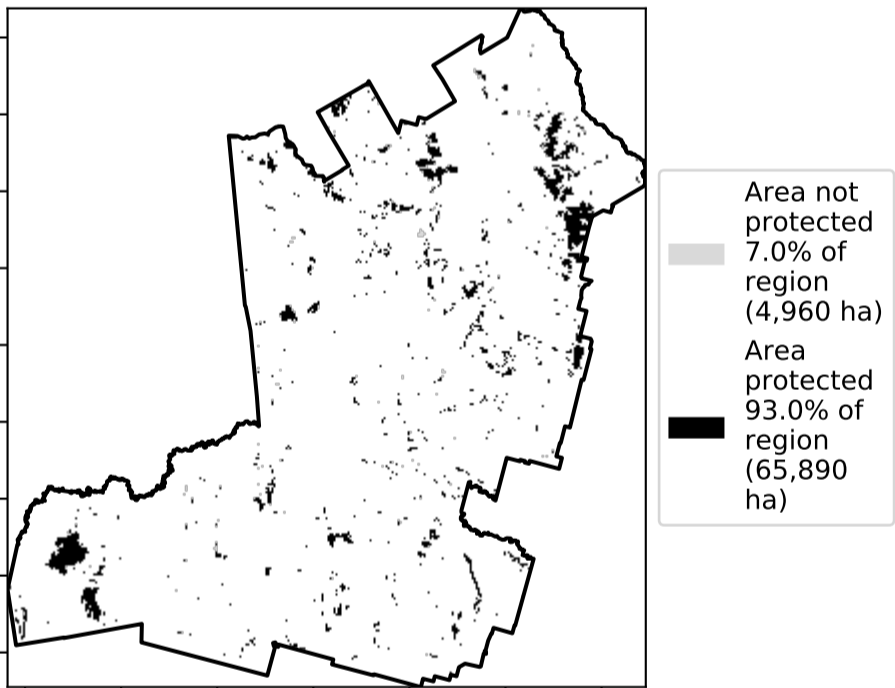 Area not
protected
7.0% of
region
(4,960 ha)
Area
protected
93.0% of
region
(65,890
ha)